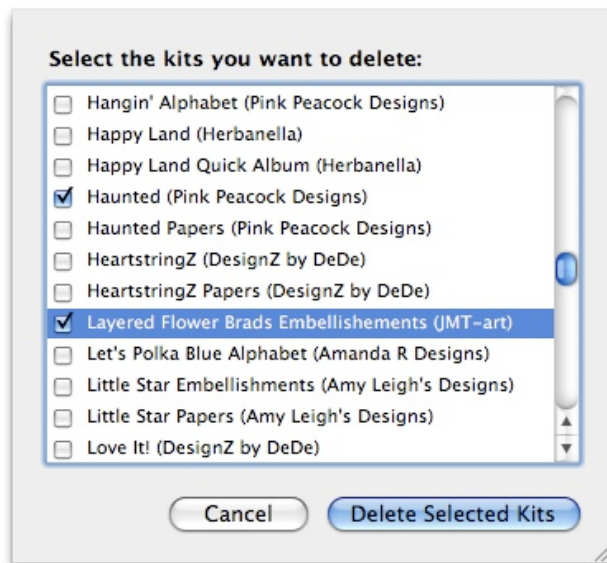 Select the kits you want to delete:
Hangin' Alphabet (Pink Peacock Designs)
Happy Land (Herbanella)
Happy Land Quick Album (Herbanella)
Haunted (Pink Peacock Designs)
Haunted Papers (Pink Peacock Designs)
HeartstringZ (DesignZ by DeDe)
HeartstringZ Papers (DesignZ by DeDe)
Layered Flower Brads Embellishements (JMT-art)
Let's Polka Blue Alphabet (Amanda R Designs)
Little Star Embellishments (Amy Leigh's Designs)
Little Star Papers (Amy Leigh's Designs)
Love It! (DesignZ by DeDe)
Cancel
Delete Selected Kits